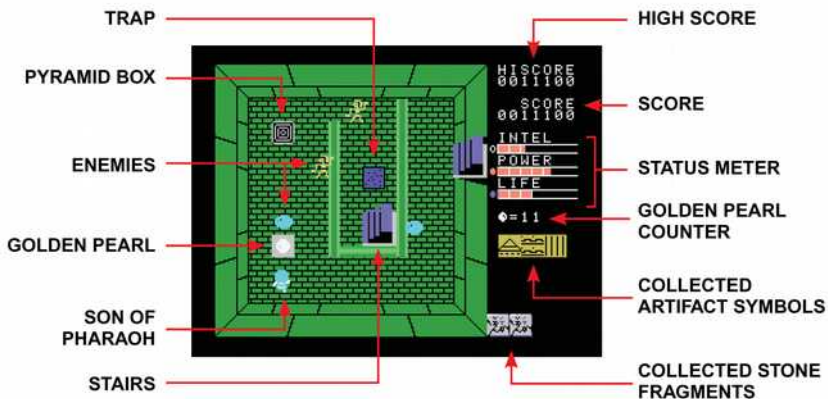 TRAP
PYRAMID BOX
ENEMIES
GOLDEN PEARL
SON OF
PHARAOH
STAIRS
HISCORE
0011100
SCORE
0011100
INTEL
POWER
LIFE
=11
HIGH SCORE
SCORE
STATUS METER
GOLDEN PEARL
COUNTER
COLLECTED
ARTIFACT SYMBOLS
COLLECTED STONE
FRAGMENTS